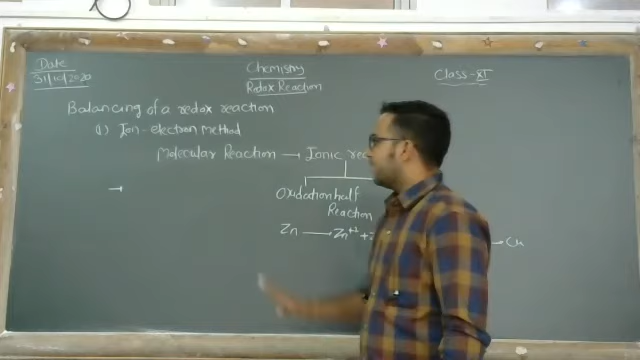 Date
31/10/2020
Chemistry
Redox Reaction
Class-XI
Balancing of a redox reaction
(1) Ion-electron method
Molecular Reaction → Ionic
Oxidation half
Reaction
Zn → Zn+2 +
→ Cu